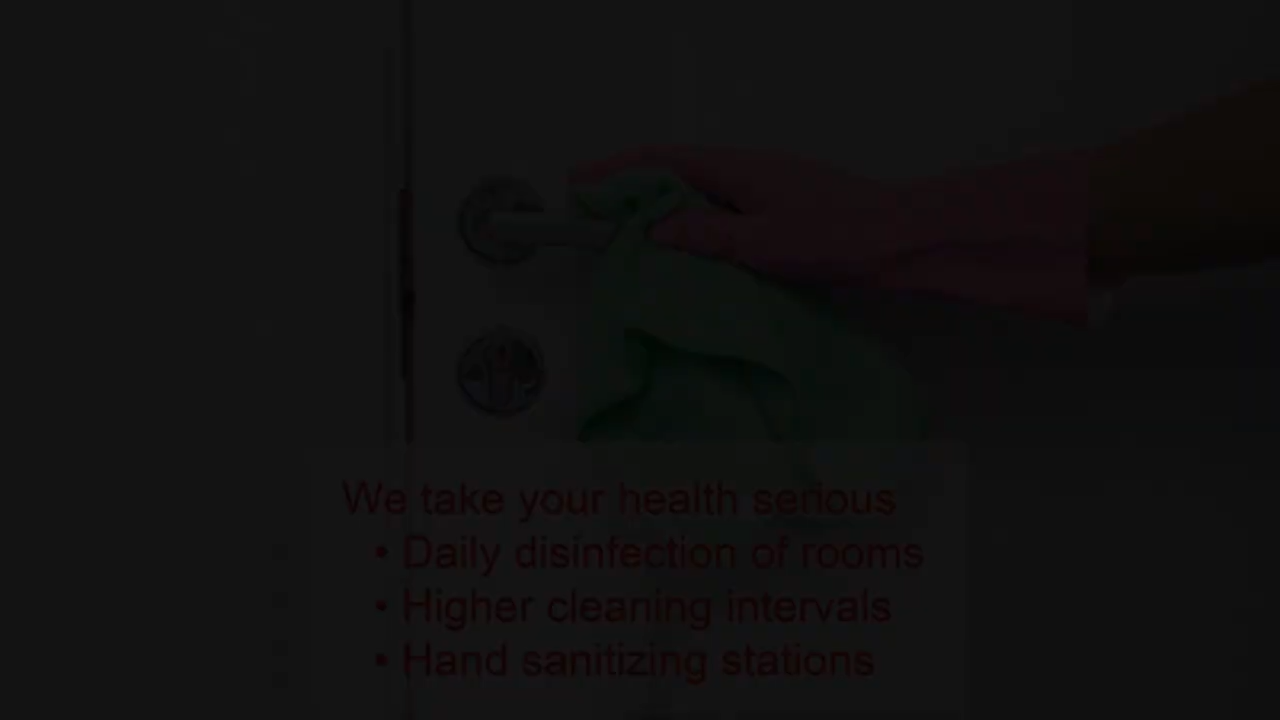 We take your health serious
• Daily disinfection of rooms
• Higher cleaning intervals
• Hand sanitizing stations